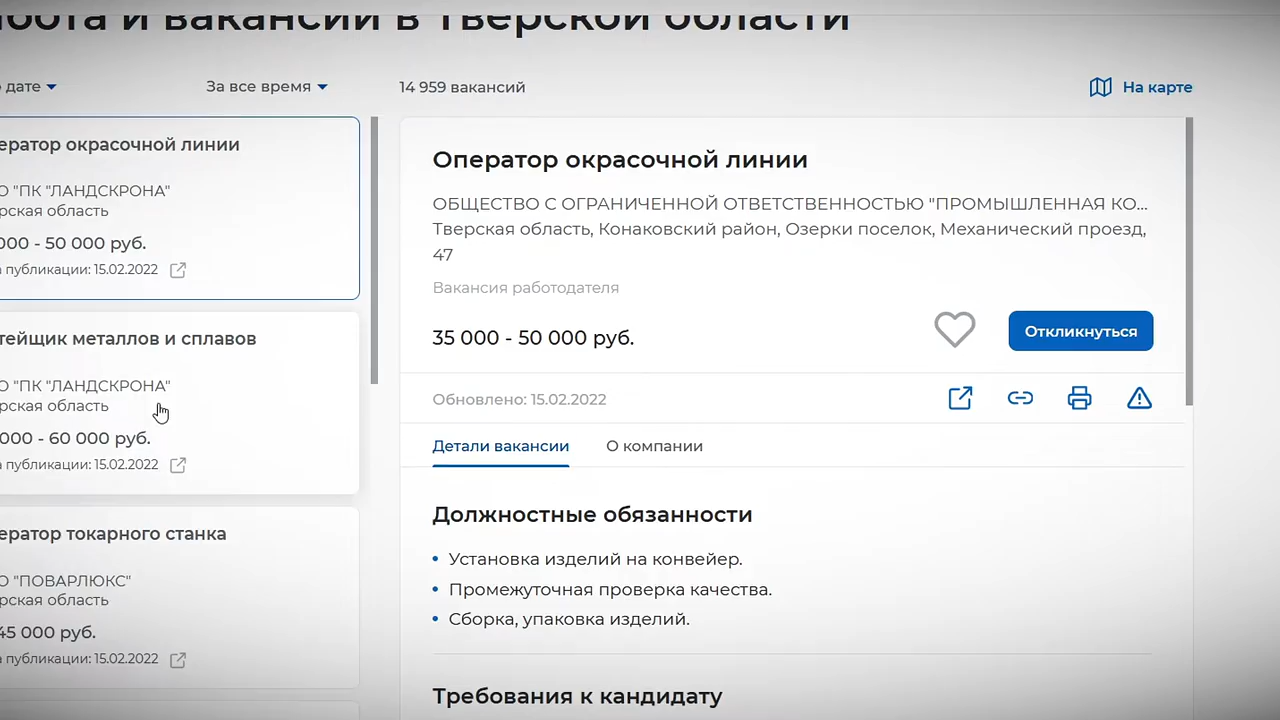 работа и вакансии в Тверской области
дате
За все время
14 959 вакансий
На карте
ератор окрасочной линии
О "ПК "ЛАНДСКРОНА"
рская область
000 - 50 000 руб.
публикации: 15.02.2022
тейщик металлов и сплавов
О "ПК "ЛАНДСКРОНА"
рская область
000 - 60 000 руб.
публикации: 15.02.2022
ератор токарного станка
О "ПОВАРЛЮКС"
рская область
45 000 руб.
публикации: 15.02.2022
Оператор окрасочной линии
ОБЩЕСТВО С ОГРАНИЧЕННОЙ ОТВЕТСТВЕННОСТЬЮ "ПРОМЫШЛЕННАЯ КО...
Тверская область, Конаковский район, Озерки поселок, Механический проезд,
47
Вакансия работодателя
35 000 - 50 000 руб.
Откликнуться
Обновлено: 15.02.2022
Детали вакансии
О компании
Должностные обязанности
• Установка изделий на конвейер.
• Промежуточная проверка качества.
• Сборка, упаковка изделий.
Требования к кандидату